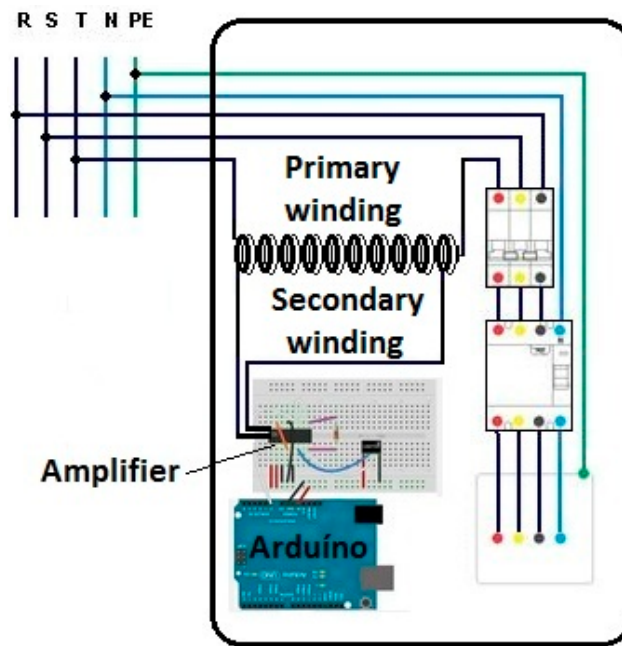 R S T N PE
Primary
winding
Secondary
winding
Amplifier
Arduíno